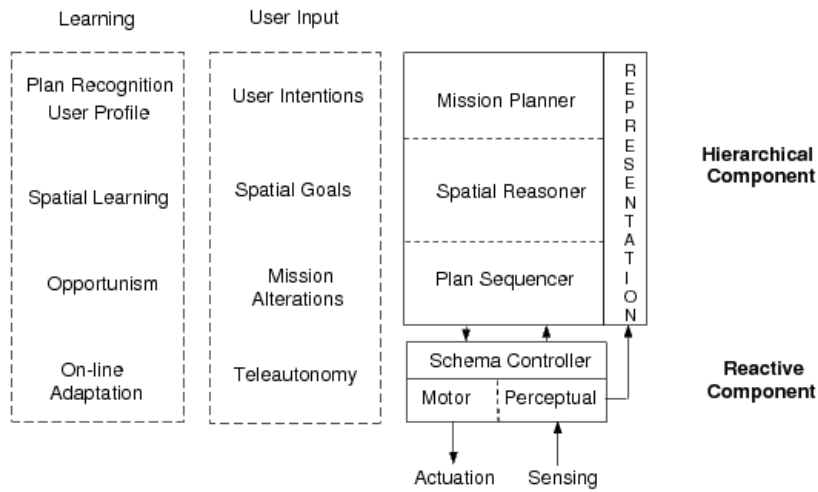 Learning
User Input
Plan Recognition
User Profile
Spatial Learning
Opportunism
On-line
Adaptation
User Intentions
Spatial Goals
Mission
Alterations
Teleautonomy
Mission Planner
Spatial Reasoner
Plan Sequencer
REPRESENTATION
Schema Controller
Motor
Perceptual
Actuation
Sensing
Hierarchical
Component
Reactive
Component